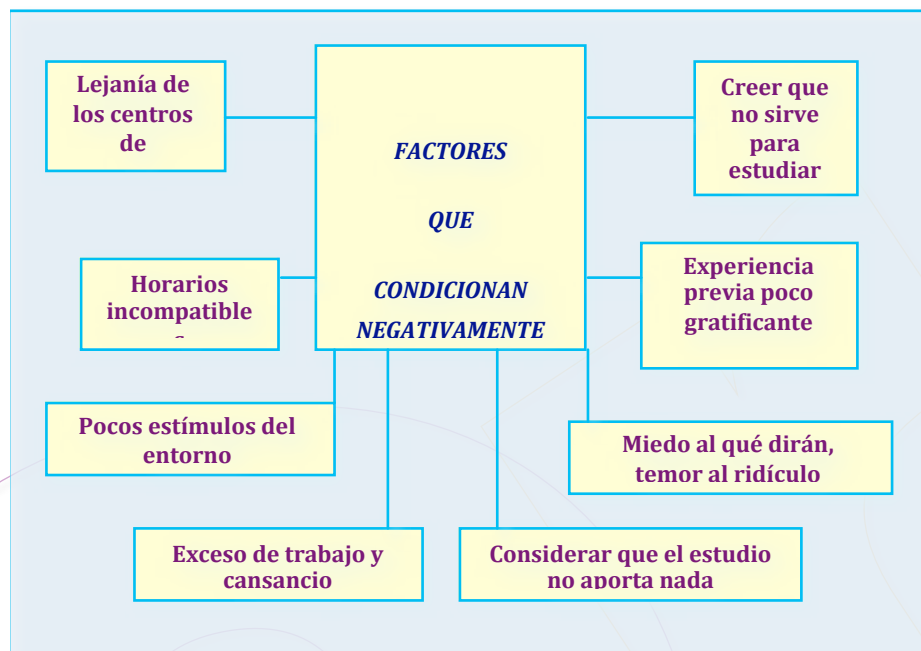 Lejanía de
los centros
de
FACTORES
QUE
CONDICIONAN
NEGATIVAMENTE
Creer que
no sirve
para
estudiar
Horarios
incompatible
Experiencia
previa poco
gratificante
Pocos estímulos del
entorno
Miedo al qué dirán,
temor al ridículo
Exceso de trabajo y
cansancio
Considerar que el estudio
no aporta nada